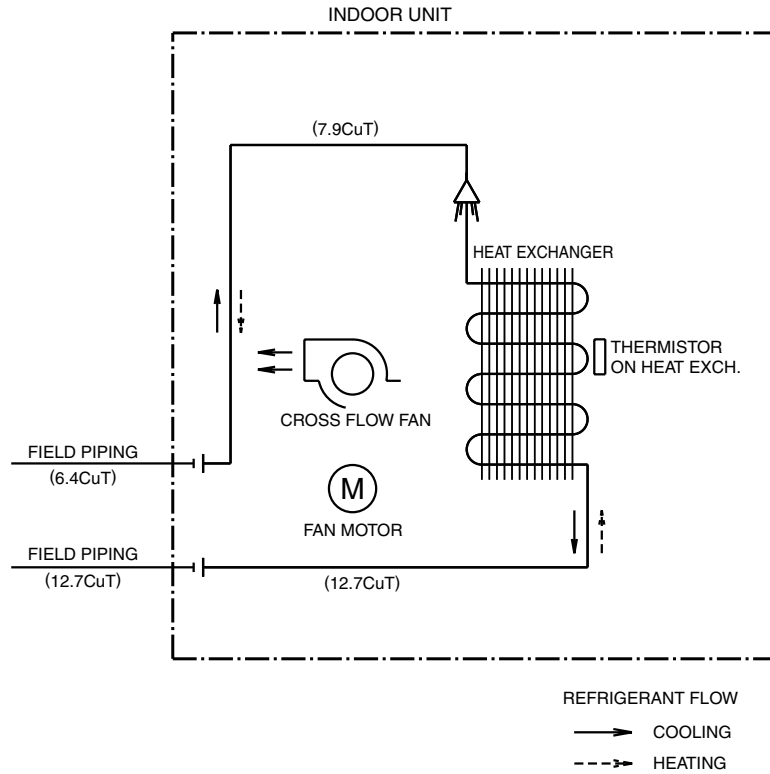 INDOOR UNIT
(7.9CuT)
HEAT EXCHANGER
THERMISTOR
ON HEAT EXCH.
CROSS FLOW FAN
FIELD PIPING
(6.4CuT)
M
FAN MOTOR
FIELD PIPING
(12.7CuT)
(12.7CuT)
REFRIGERANT FLOW
COOLING
HEATING